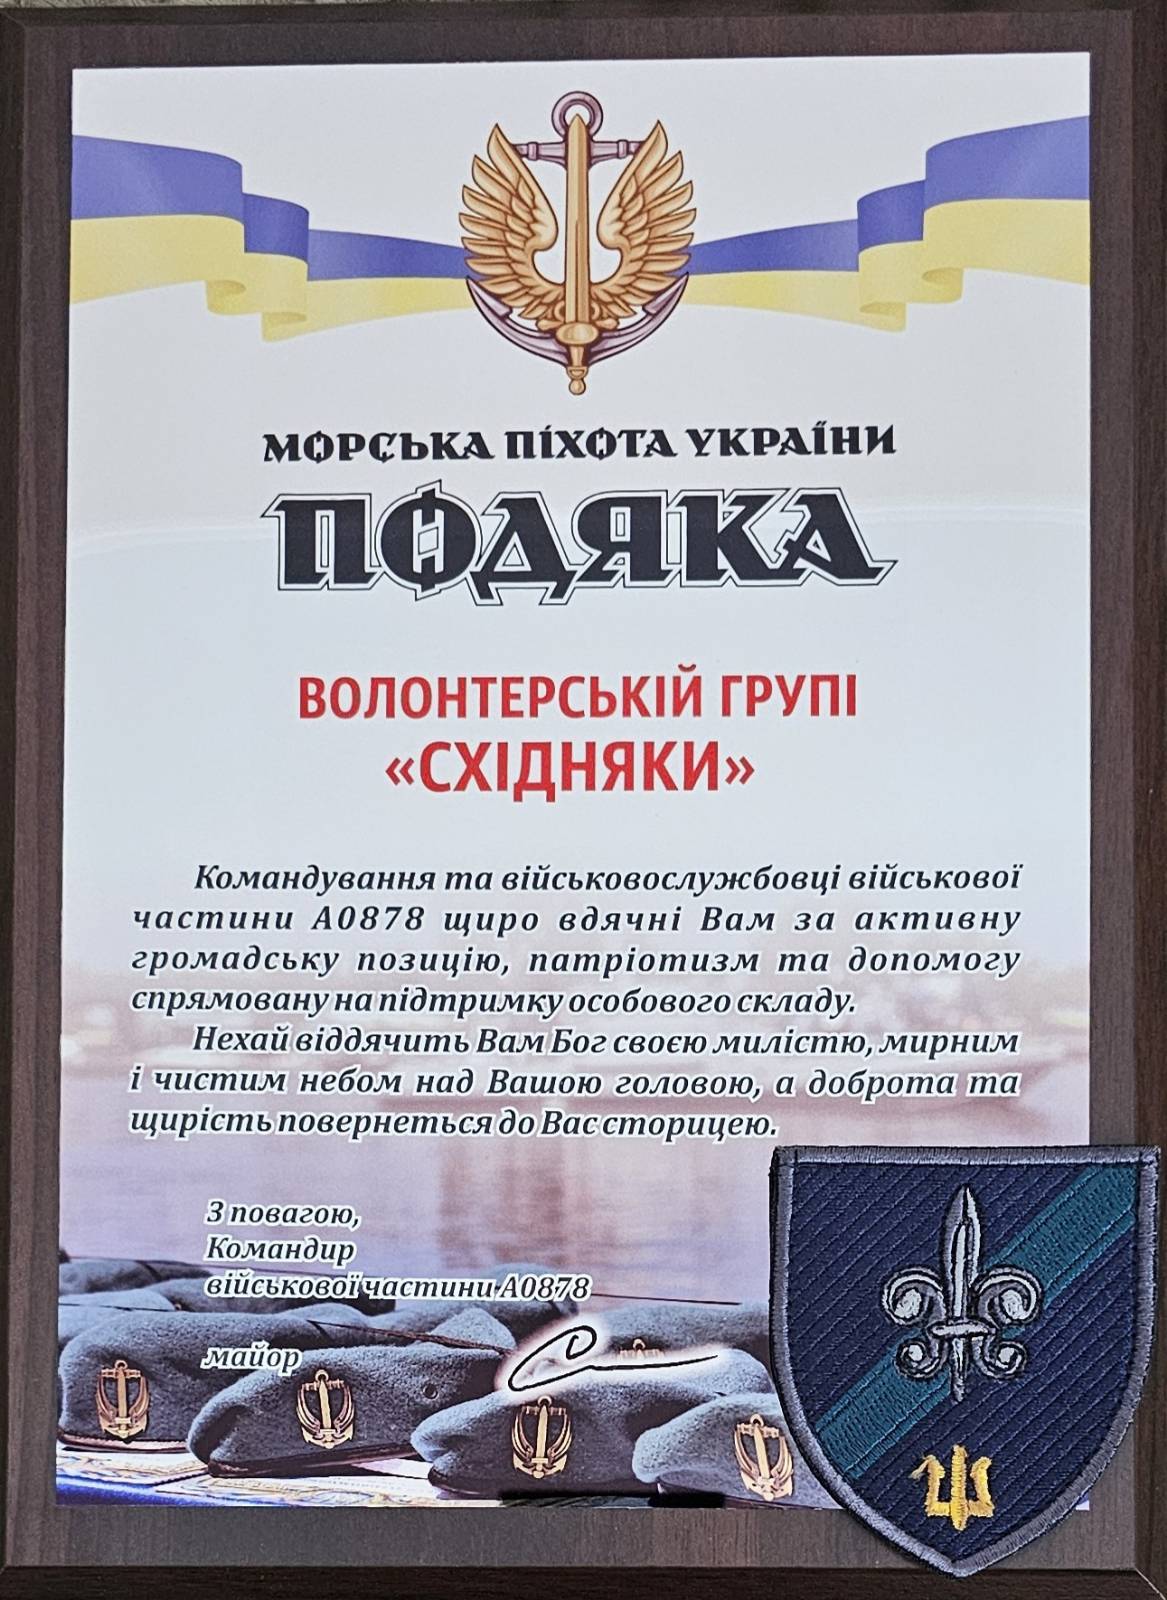 МОРСЬКА ПІХОТА УКРАЇНИ
ПОДЯКА
ВОЛОНТЕРСЬКІЙ ГРУПІ
«СХІДНЯКИ»
Командування та військовослужбовці військової
частини А0878 щиро вдячні Вам за активну
громадську позицію, патріотизм та допомогу
спрямовану на підтримку особового складу.
Нехай віддячить Вам Бог своєю милістю, мирним
і чистим небом над Вашою головою, а доброта та
щирість повернеться до Вас сторицею.
З повагою,
Командир
військової частини А0878
майор